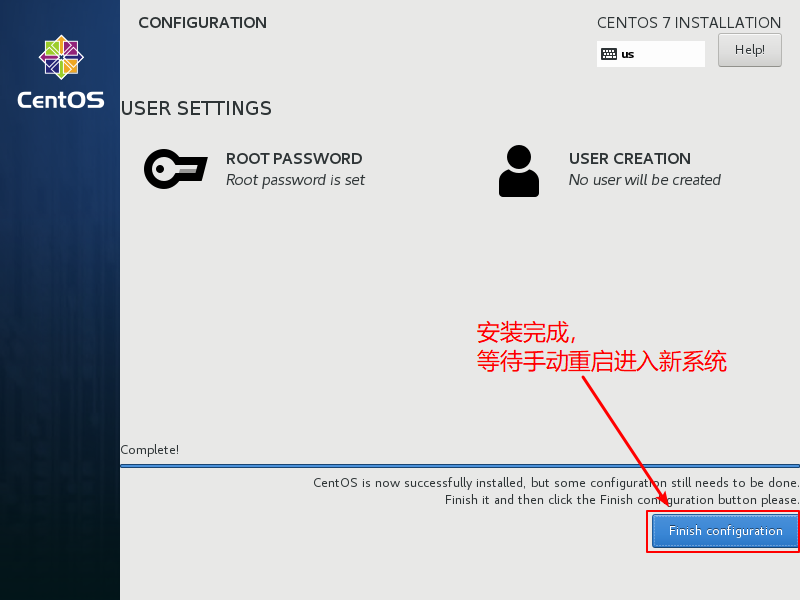 CONFIGURATION
CENTOS 7 INSTALLATION
us
Help!
CentOS
USER SETTINGS
ROOT PASSWORD
Root password is set
USER CREATION
No user will be created
安装完成,
等待手动重启进入新系统
Complete!
CentOS is now successfully installed, but some configuration still needs to be done.
Finish it and then click the Finish configuration button please.
Finish configuration